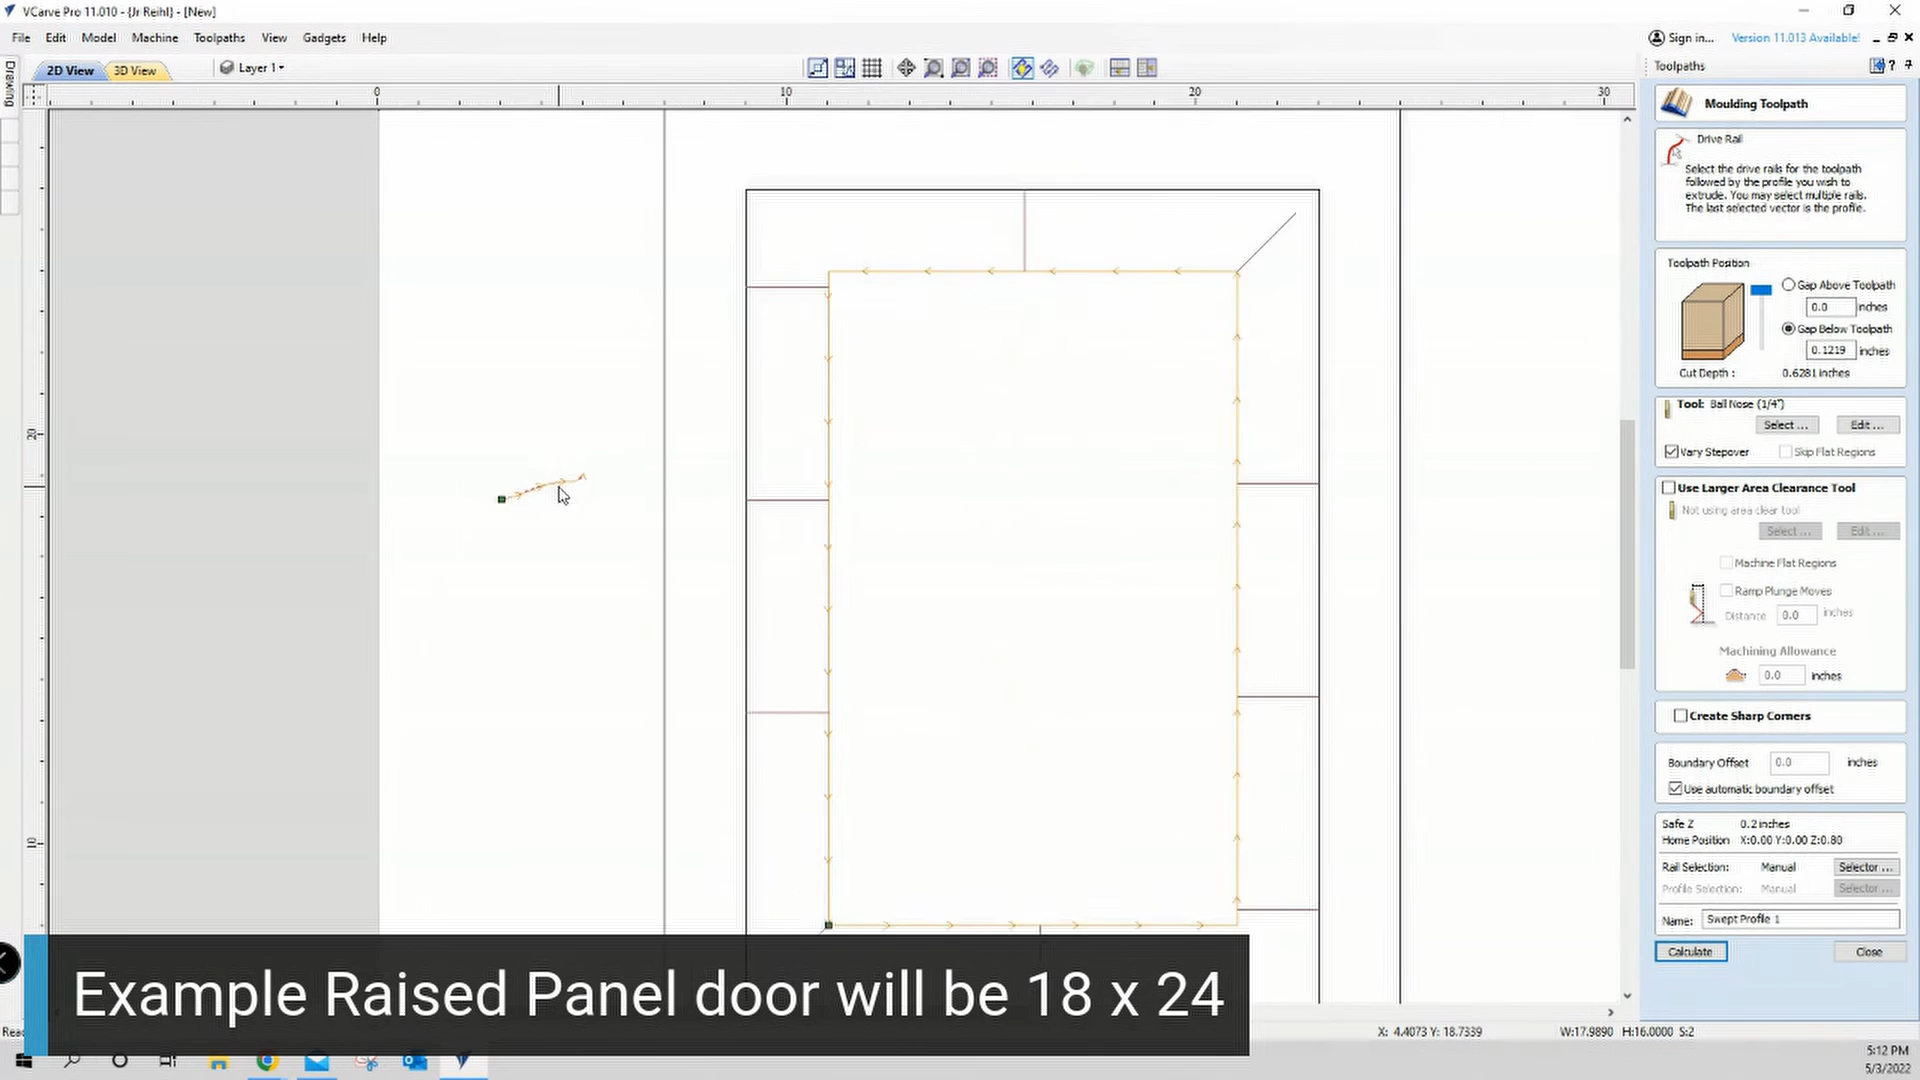 VCarve Pro 11.010 - {Jr Reihl} - [New]
File Edit Model Machine Toolpaths View Gadgets Help
Sign in... Version 11.013 Available!
Drawing
2D View 3D View Layer 1
Toolpaths
0 10 20 30
Moulding Toolpath
Drive Rail
Select the drive rails for the toolpath
followed by the profile you wish to
extrude. You may select multiple rails.
The last selected vector is the profile.
Toolpath Position
Gap Above Toolpath
0.0 inches
Gap Below Toolpath
0.1219 inches
Cut Depth : 0.6281 inches
Tool: Ball Nose (1/4")
Select ... Edit ...
Vary Stepover Skip Flat Regions
20
Use Larger Area Clearance Tool
Not using area clear tool
Select ... Edit ...
Machine Flat Regions
Ramp Plunge Moves
Distance 0.0 inches
Machining Allowance
0.0 inches
Create Sharp Corners
Boundary Offset 0.0 inches
Use automatic boundary offset
10
Safe Z 0.2 inches
Home Position X:0.00 Y:0.00 Z:0.80
Rail Selection: Manual Selector ...
Profile Selection: Manual Selector ...
Name: Swept Profile 1
Calculate Close
Example Raised Panel door will be 18 x 24
Rea
X: 4.4073 Y: 18.7339 W:17.9890 H:16.0000 S:2
5:12 PM
5/3/2022